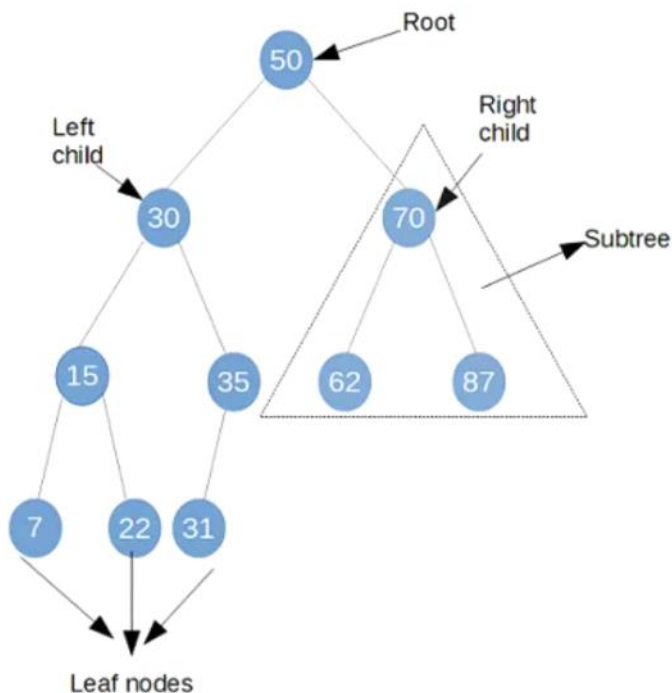 Root
50
Right
child
Left
child
30
70
Subtree
15
35
62
87
7
22
31
Leaf nodes